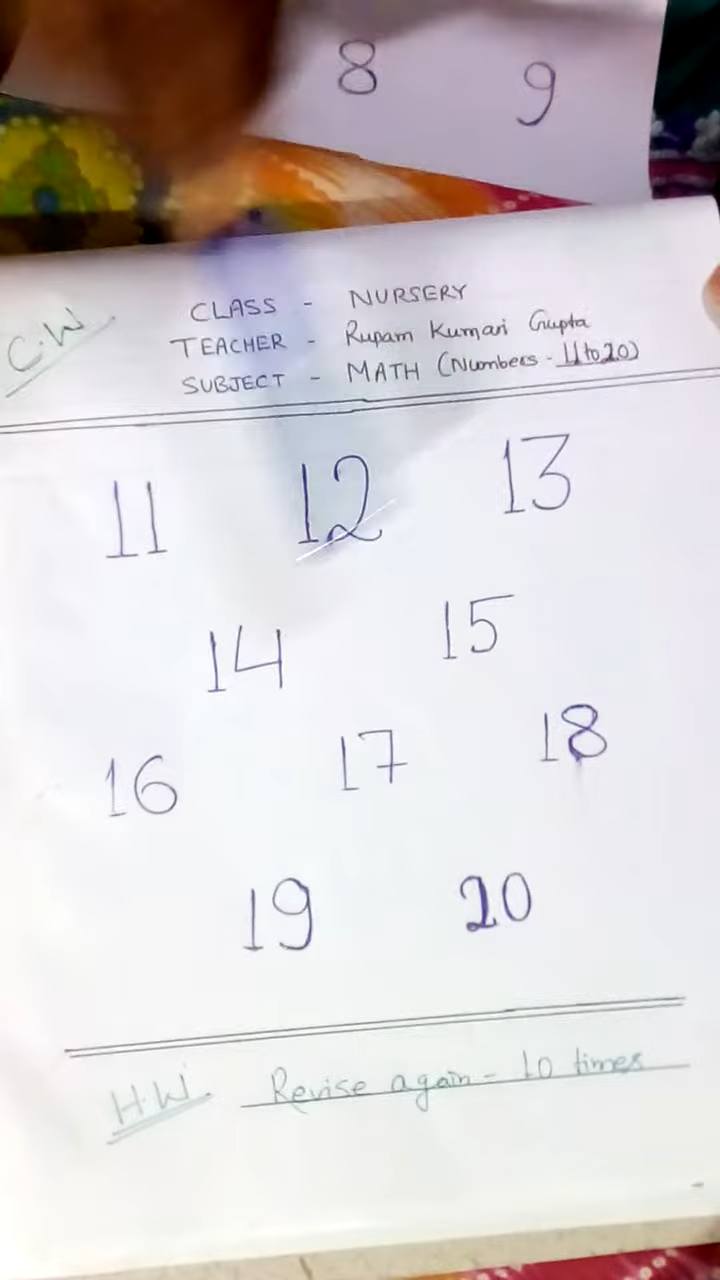 8 9
C.W.
CLASS - NURSERY
TEACHER - Rupam Kumari Gupta
SUBJECT - MATH (Numbers - 11 to 20)
11 12 13
14 15
16 17 18
19 20
H.W. Revise again - 10 times